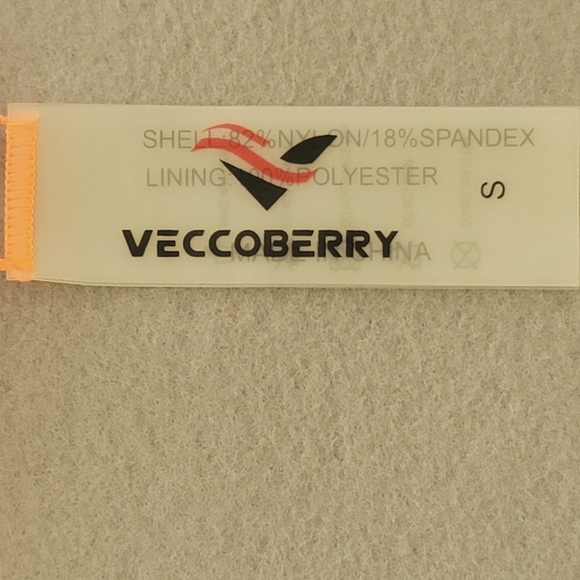 SHELL:82%NYLON/18%SPANDEX
LINING:100%POLYESTER
S
VECCOBERRY
MADE IN CHINA